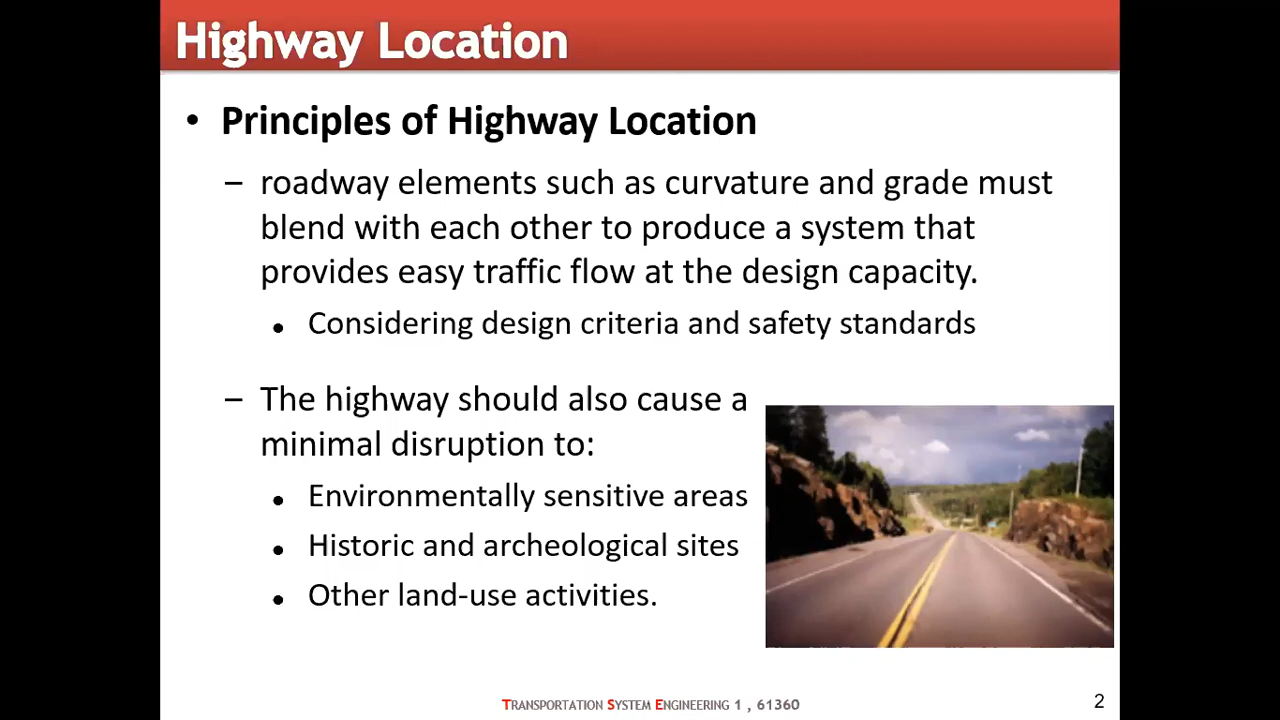 Highway Location
• Principles of Highway Location
– roadway elements such as curvature and grade must
blend with each other to produce a system that
provides easy traffic flow at the design capacity.
• Considering design criteria and safety standards
– The highway should also cause a
minimal disruption to:
• Environmentally sensitive areas
• Historic and archeological sites
• Other land-use activities.
TRANSPORTATION SYSTEM ENGINEERING 1 , 61360
2